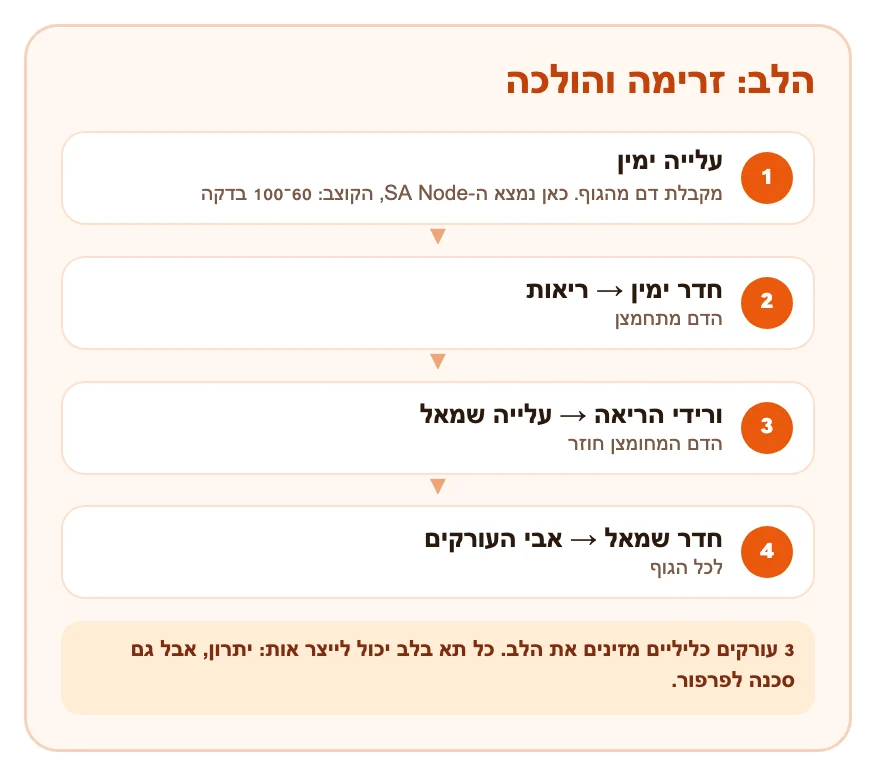 הלב: זרימה והולכה
1
עלייה ימין
מקבלת דם מהגוף. כאן נמצא ה-SA Node, הקוצב: 60־100 בדקה
▼
2
חדר ימין → ריאות
הדם מתחמצן
▼
3
ורידי הריאה → עלייה שמאל
הדם המחומצן חוזר
▼
4
חדר שמאל → אבי העורקים
לכל הגוף
3 עורקים כליליים מזינים את הלב. כל תא בלב יכול לייצר אות: יתרון, אבל גם
סכנה לפרפור.